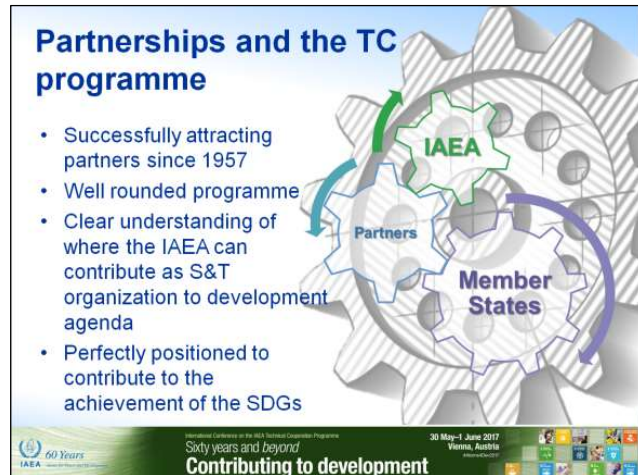 Partnerships and the TC
programme
• Successfully attracting
partners since 1957
• Well rounded programme
• Clear understanding of
where the IAEA can
contribute as S&T
organization to development
agenda
• Perfectly positioned to
contribute to the
achievement of the SDGs
IAEA
Partners
Member
States
60 Years
IAEA
International Conference on the IAEA Technical Cooperation Programme
Sixty years and beyond
Contributing to development
30 May–1 June 2017
Vienna, Austria